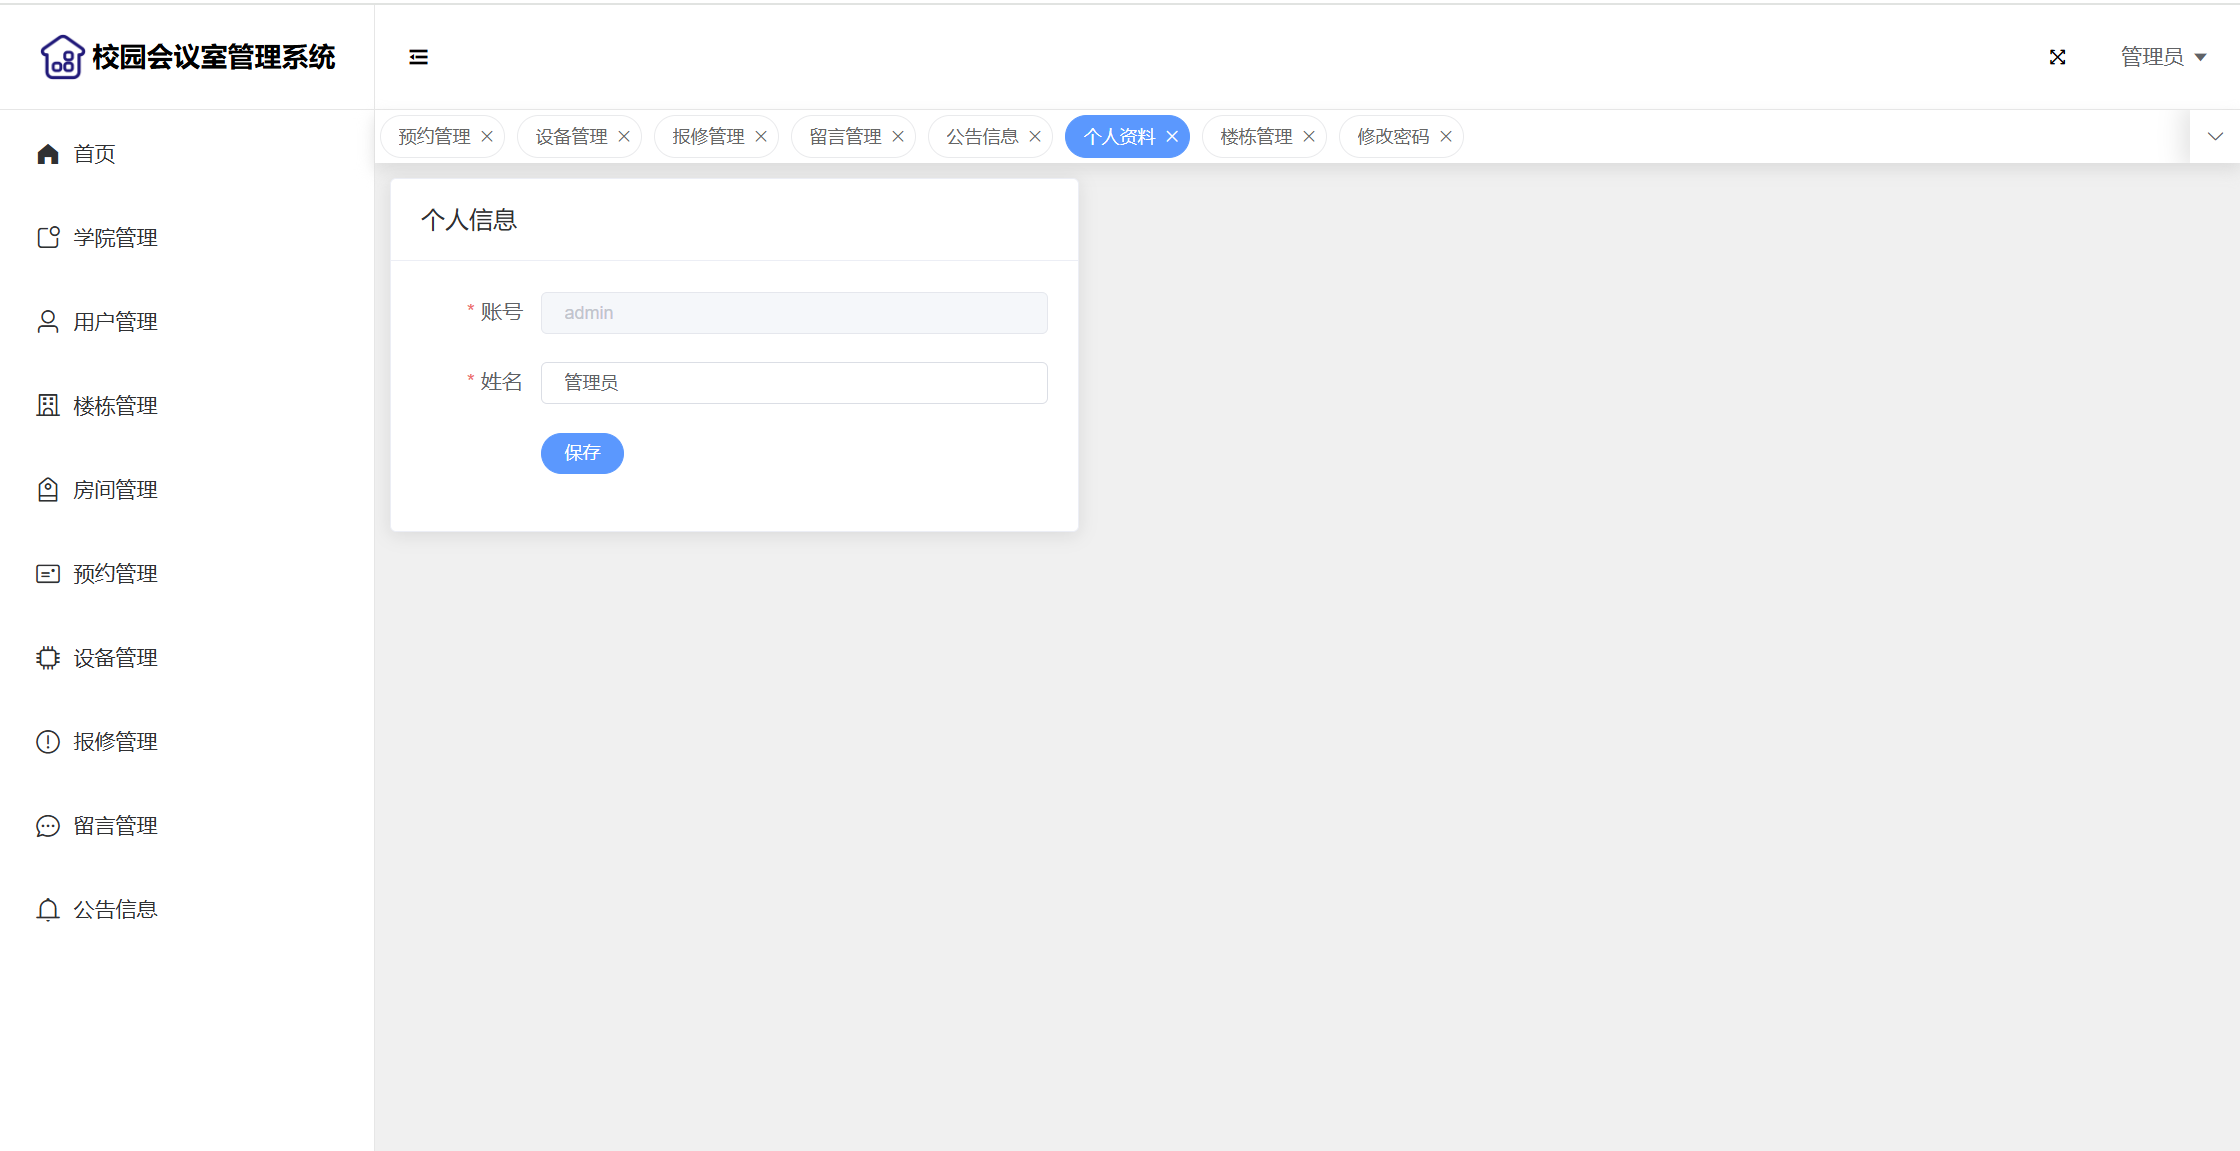 校园会议室管理系统
管理员
首页
学院管理
用户管理
楼栋管理
房间管理
预约管理
设备管理
报修管理
留言管理
公告信息
预约管理 设备管理 报修管理 留言管理 公告信息 个人资料 楼栋管理 修改密码
个人信息
* 账号 admin
* 姓名 管理员
保存